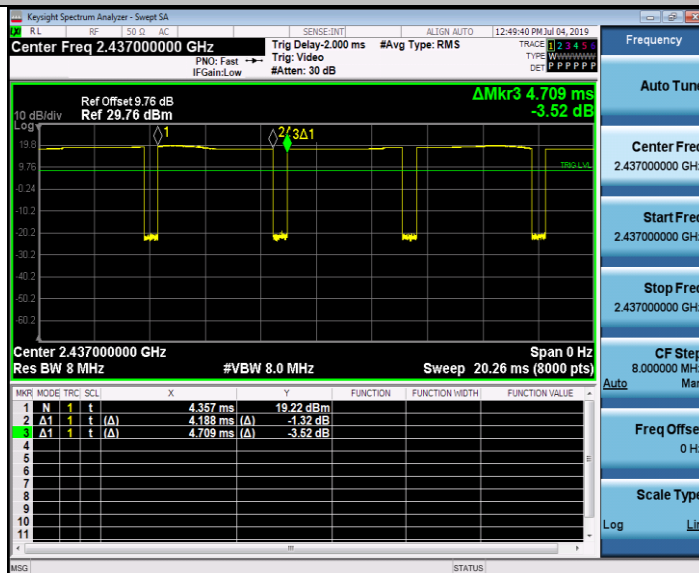 Keysight Spectrum Analyzer - Swept SA
RL RF 50 Ω AC SENSE:INT ALIGN AUTO 12:49:40 PM Jul 04, 2019
Center Freq 2.437000000 GHz
PNO: Fast
IFGain:Low
Trig Delay-2.000 ms
Trig: Video
#Atten: 30 dB
#Avg Type: RMS
TRACE 1 2 3 4 5 6
TYPE WWWWWW
DET P P P P P P
Ref Offset 9.76 dB
10 dB/div Ref 29.76 dBm
Log
ΔMkr3 4.709 ms
-3.52 dB
1
2
3Δ1
19.8
9.76
TRIG LVL
-0.24
-10.2
-20.2
-30.2
-40.2
-50.2
-60.2
Center 2.437000000 GHz Span 0 Hz
Res BW 8 MHz #VBW 8.0 MHz Sweep 20.26 ms (8000 pts)
MKR MODE TRC SCL X Y FUNCTION FUNCTION WIDTH FUNCTION VALUE
1 N 1 t 4.357 ms 19.22 dBm
2 Δ1 1 t (Δ) 4.188 ms (Δ) -1.32 dB
3 Δ1 1 t (Δ) 4.709 ms (Δ) -3.52 dB
4
5
6
7
8
9
10
11
MSG STATUS
Frequency
Auto Tune
Center Freq
2.437000000 GHz
Start Freq
2.437000000 GHz
Stop Freq
2.437000000 GHz
CF Step
8.000000 MHz
Auto Man
Freq Offset
0 Hz
Scale Type
Log Lin